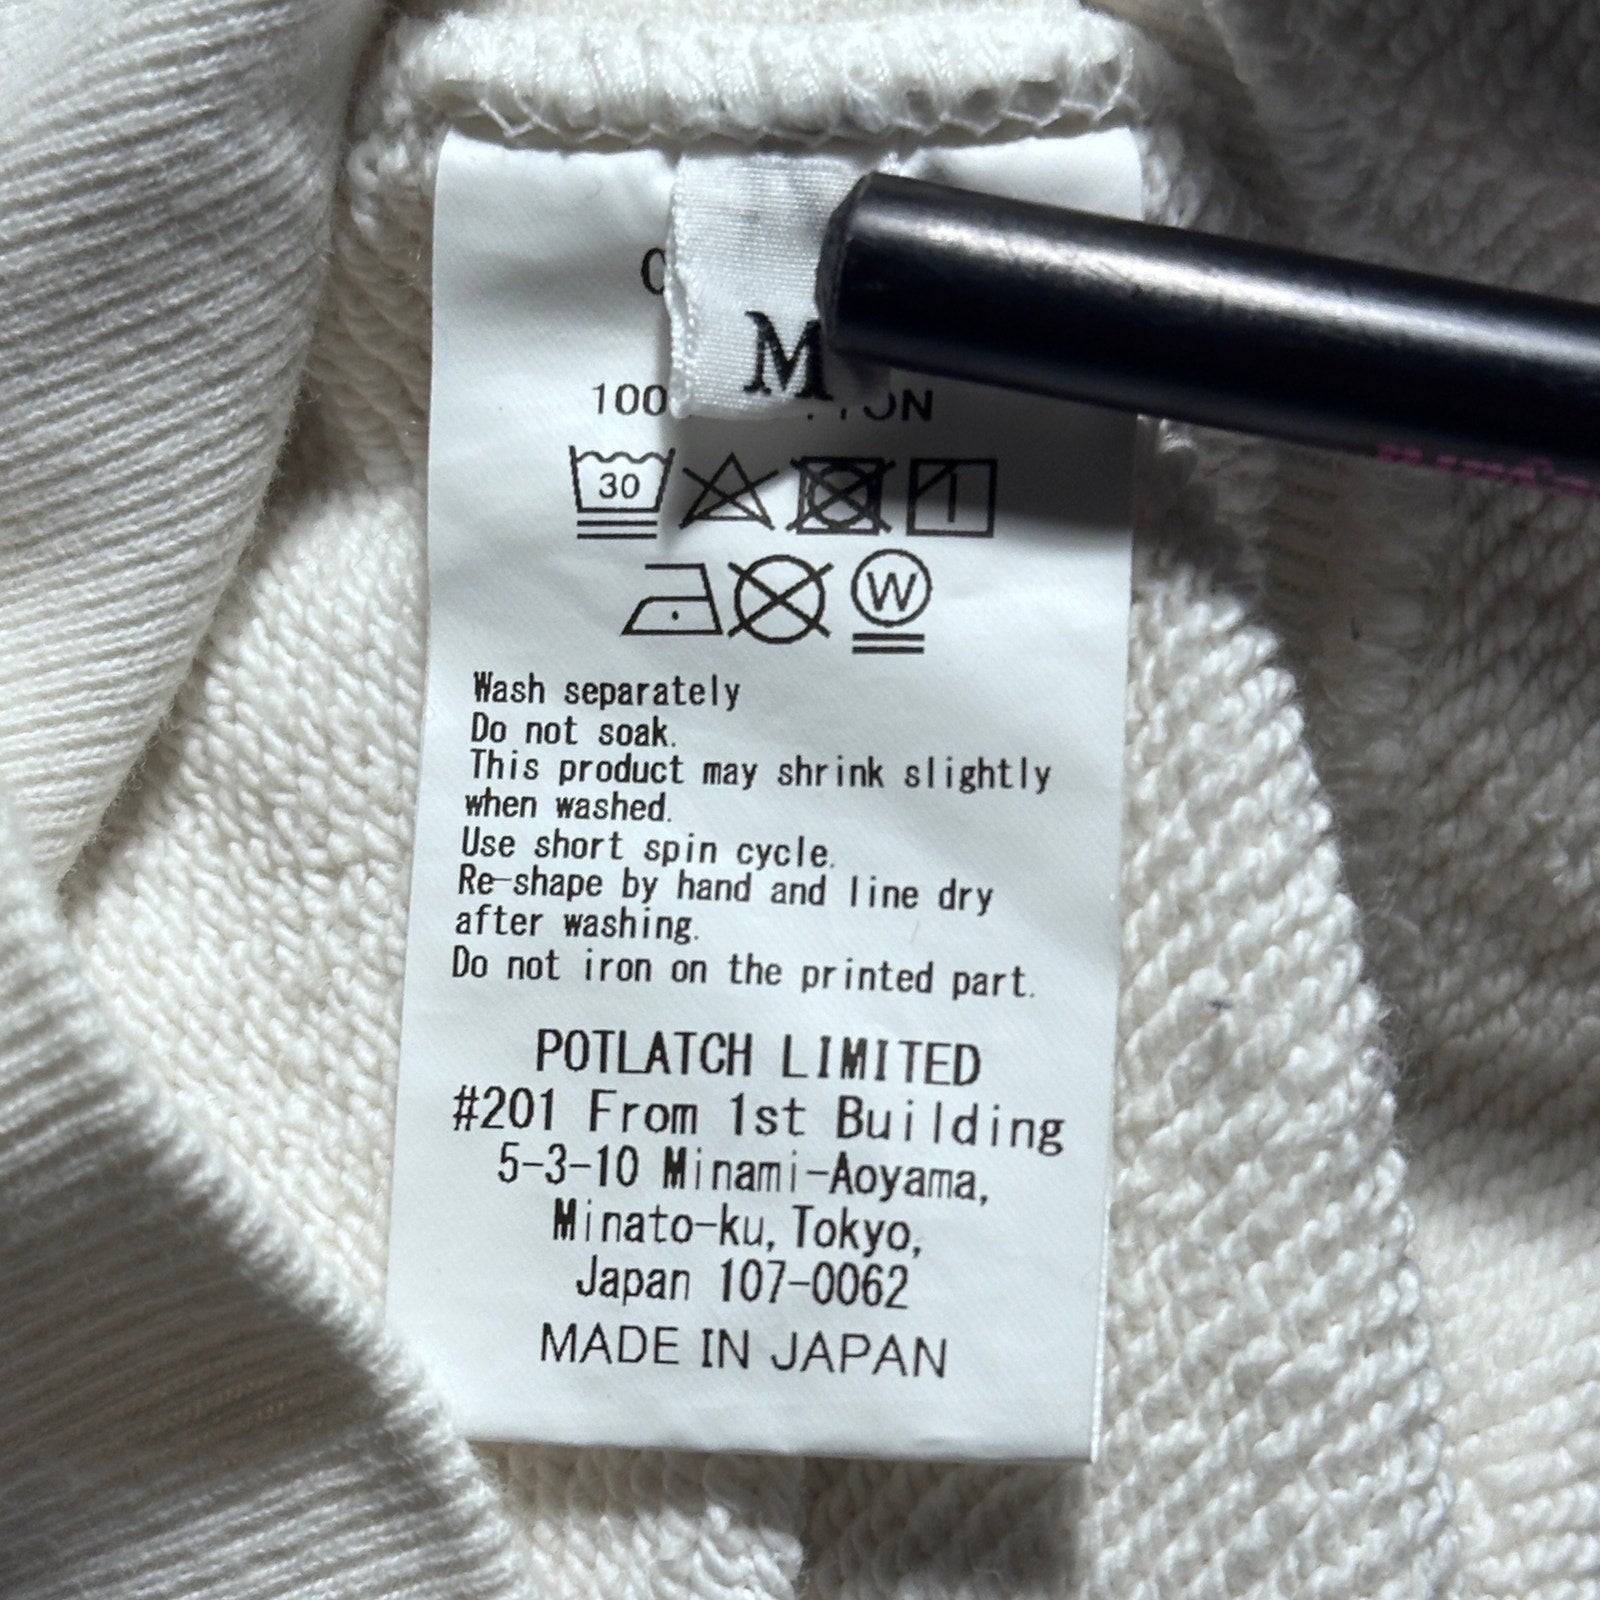 M
100
30
W
Wash separately
Do not soak.
This product may shrink slightly
when washed.
Use short spin cycle.
Re-shape by hand and line dry
after washing.
Do not iron on the printed part.
POTLATCH LIMITED
#201 From 1st Building
5-3-10 Minami-Aoyama,
Minato-ku, Tokyo,
Japan 107-0062
MADE IN JAPAN